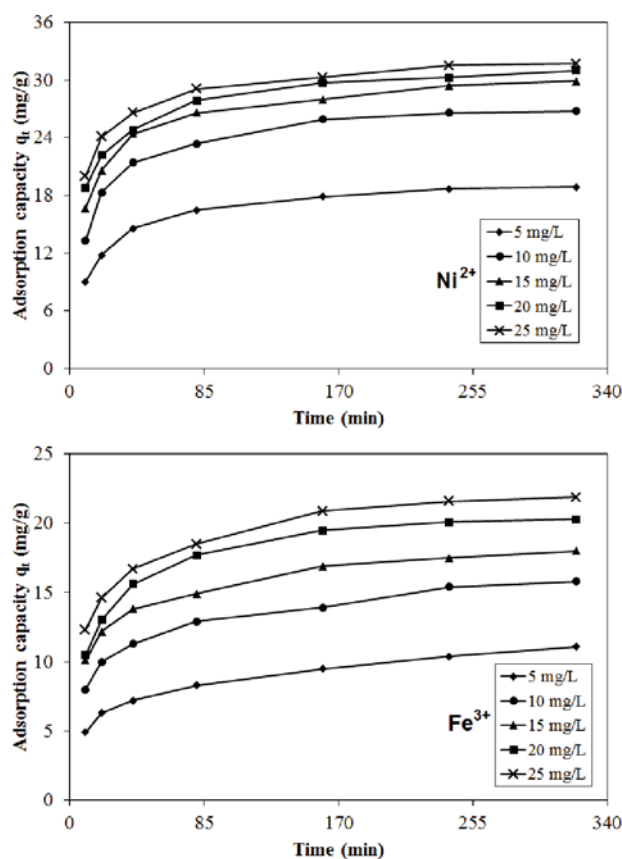 36
30
24
18
12
6
0
Adsorption capacity qt (mg/g)
Ni2+
5 mg/L
10 mg/L
15 mg/L
20 mg/L
25 mg/L
0 85 170 255 340
Time (min)
25
20
15
10
5
0
Adsorption capacity qt (mg/g)
Fe3+
5 mg/L
10 mg/L
15 mg/L
20 mg/L
25 mg/L
0 85 170 255 340
Time (min)